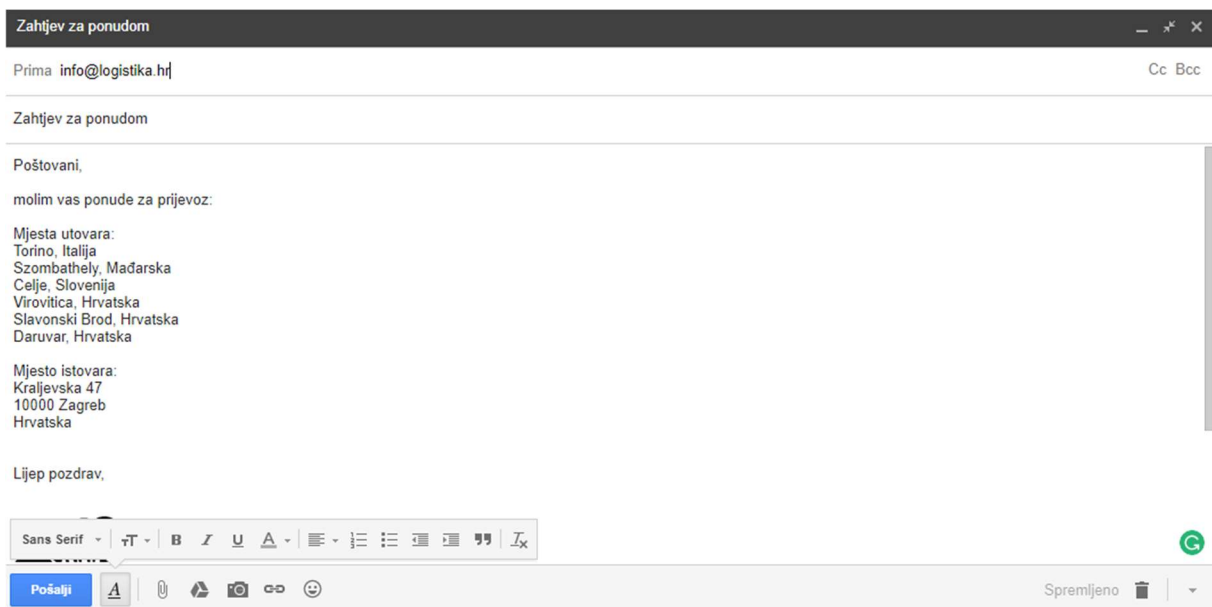 Zahtjev za ponudom
Prima info@logistika.hr Cc Bcc
Zahtjev za ponudom
Poštovani,
molim vas ponude za prijevoz:
Mjesta utovara:
Torino, Italija
Szombathely, Mađarska
Celje, Slovenija
Virovitica, Hrvatska
Slavonski Brod, Hrvatska
Daruvar, Hrvatska
Mjesto istovara:
Kraljevska 47
10000 Zagreb
Hrvatska
Lijep pozdrav,
Sans Serif
Pošalji Spremljeno